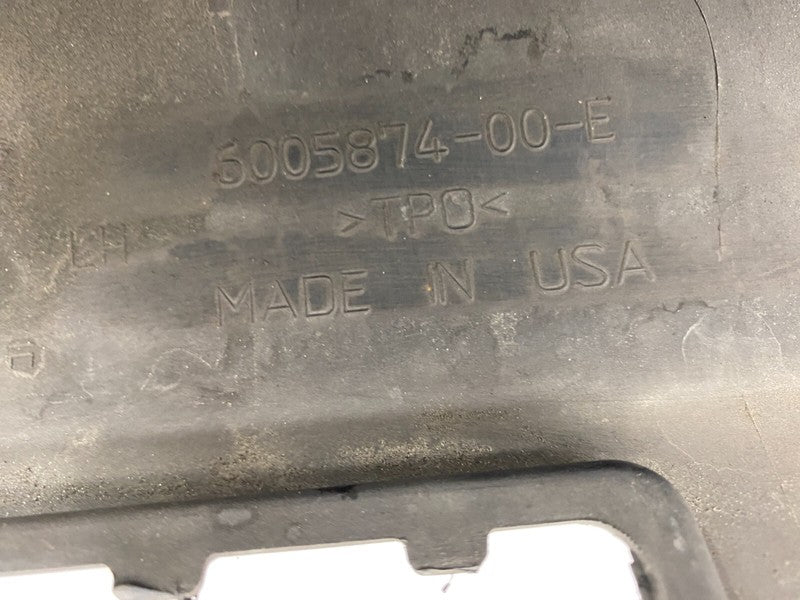 6005874-00-E
>TPO<
LH
MADE IN USA